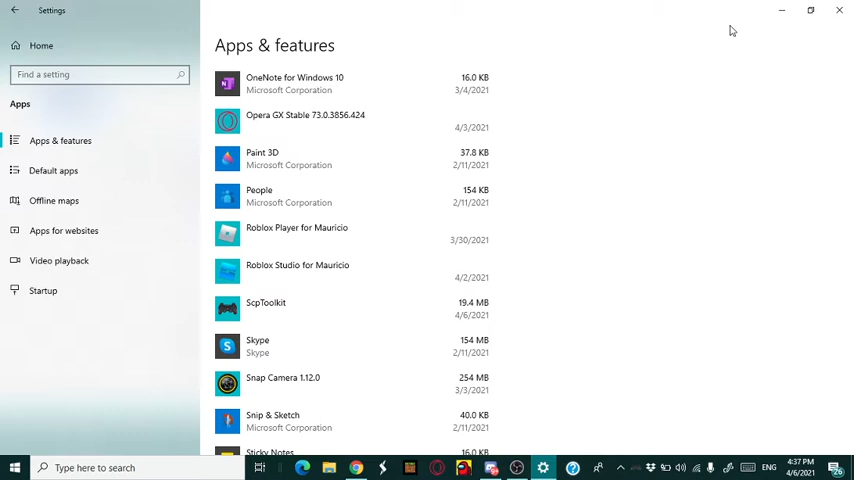 Settings
Home
Find a setting
Apps
Apps & features
Default apps
Offline maps
Apps for websites
Video playback
Startup
Apps & features
OneNote for Windows 10 16.0 KB
Microsoft Corporation 3/4/2021
Opera GX Stable 73.0.3856.424
4/3/2021
Paint 3D 37.8 KB
Microsoft Corporation 2/11/2021
People 154 KB
Microsoft Corporation 2/11/2021
Roblox Player for Mauricio
3/30/2021
Roblox Studio for Mauricio
4/2/2021
ScpToolkit 19.4 MB
4/6/2021
Skype 154 MB
Skype 2/11/2021
Snap Camera 1.12.0 254 MB
3/3/2021
Snip & Sketch 40.0 KB
Microsoft Corporation 2/11/2021
Sticky Notes 16.0 KB
Type here to search
ENG
4:37 PM
4/6/2021
26